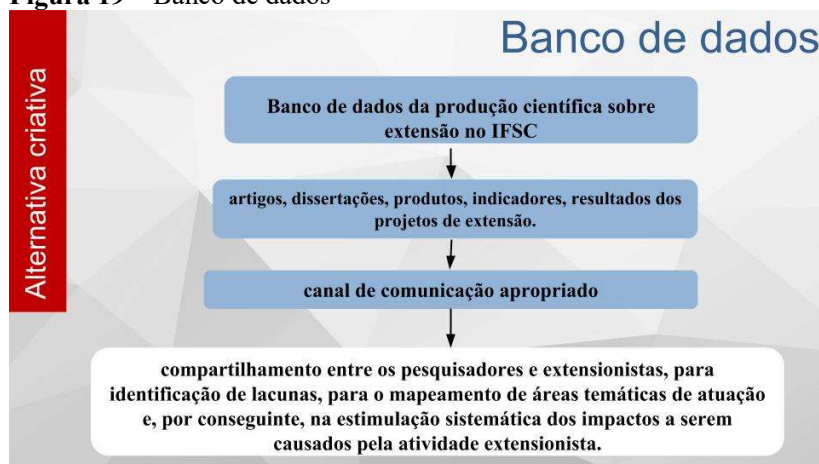 Figura 19 – Banco de dados
Banco de dados
Alternativa criativa
Banco de dados da produção científica sobre
extensão no IFSC
artigos, dissertações, produtos, indicadores, resultados dos
projetos de extensão.
canal de comunicação apropriado
compartilhamento entre os pesquisadores e extensionistas, para
identificação de lacunas, para o mapeamento de áreas temáticas de atuação
e, por conseguinte, na estimulação sistemática dos impactos a serem
causados pela atividade extensionista.